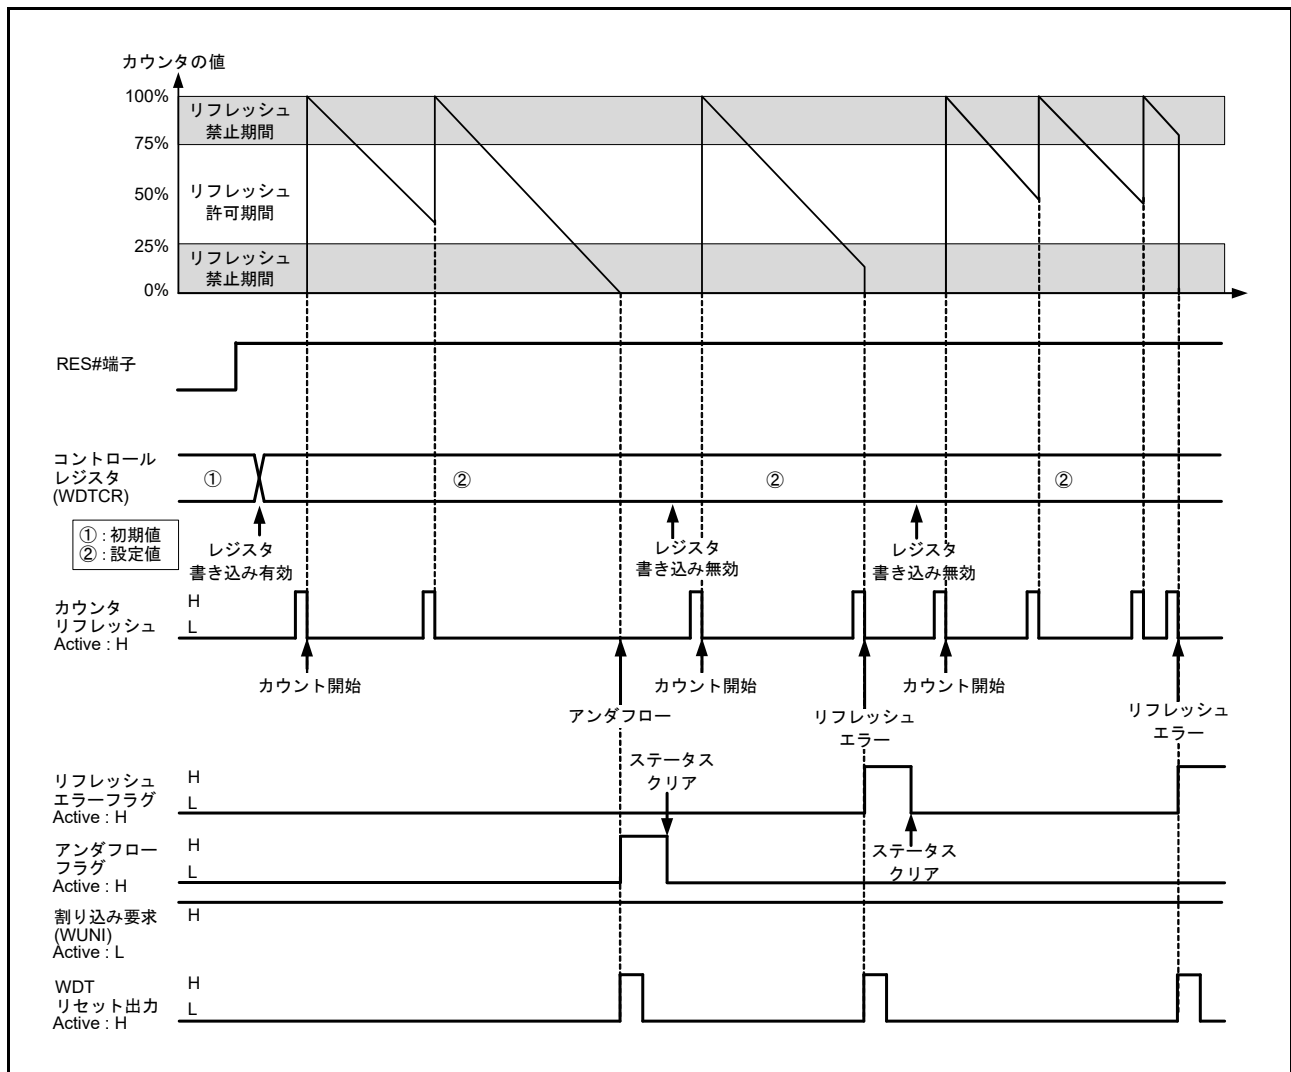 カウンタの値
100%
リフレッシュ
禁止期間
75%
50%
リフレッシュ
許可期間
25%
リフレッシュ
禁止期間
0%
RES#端子
コントロール
レジスタ
(WDTCR)
①
②
②
②
① : 初期値
② : 設定値
レジスタ
書き込み有効
レジスタ
書き込み無効
レジスタ
書き込み無効
カウンタ
リフレッシュ
Active : H
H
L
カウント開始
カウント開始
カウント開始
アンダフロー
リフレッシュ
エラー
リフレッシュ
エラー
ステータス
クリア
リフレッシュ
エラーフラグ
Active : H
H
L
ステータス
クリア
アンダフロー
フラグ
Active : H
H
L
割り込み要求
(WUNI)
Active : L
H
WDT
リセット出力
Active : H
H
L